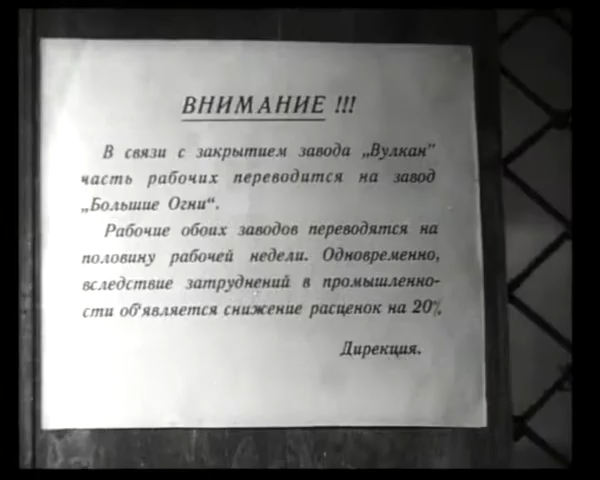 ВНИМАНИЕ !!!
В связи с закрытием завода „Вулкан“
часть рабочих переводится на завод
„Большие Огни“.
Рабочие обоих заводов переводятся на
половину рабочей недели. Одновременно,
вследствие затруднений в промышленно-
сти об'является снижение расценок на 20%.
Дирекция.